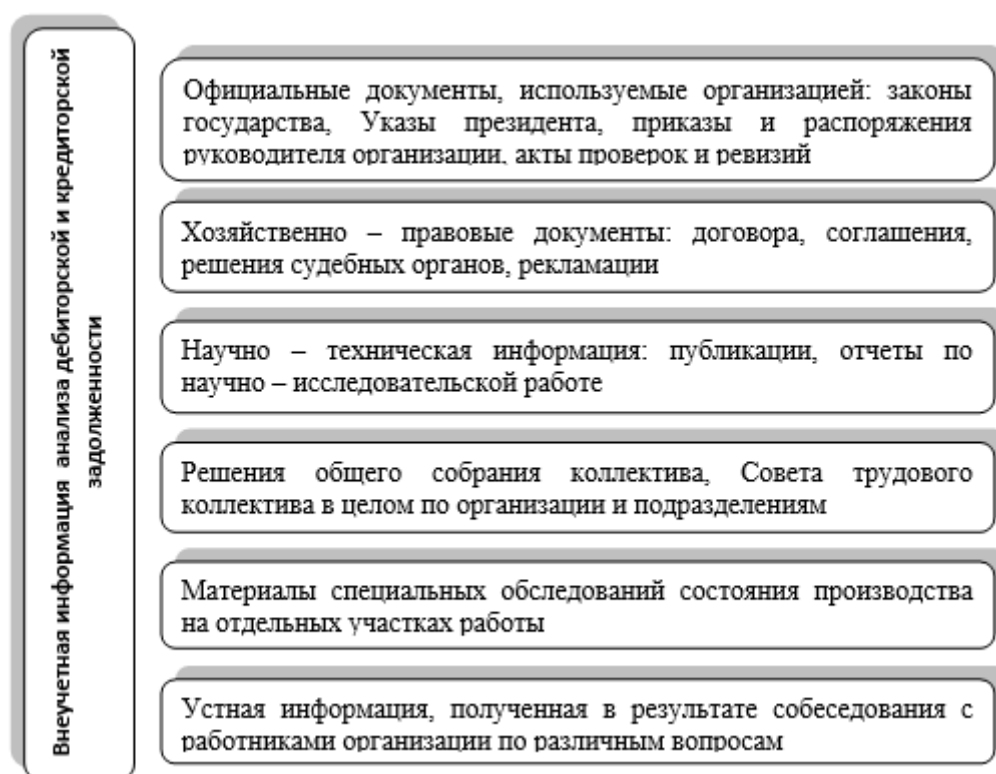 Внеучетная информация анализа дебиторской и кредиторской
задолженности
Официальные документы, используемые организацией: законы
государства, Указы президента, приказы и распоряжения
руководителя организации, акты проверок и ревизий
Хозяйственно – правовые документы: договора, соглашения,
решения судебных органов, рекламации
Научно – техническая информация: публикации, отчеты по
научно – исследовательской работе
Решения общего собрания коллектива, Совета трудового
коллектива в целом по организации и подразделениям
Материалы специальных обследований состояния производства
на отдельных участках работы
Устная информация, полученная в результате собеседования с
работниками организации по различным вопросам